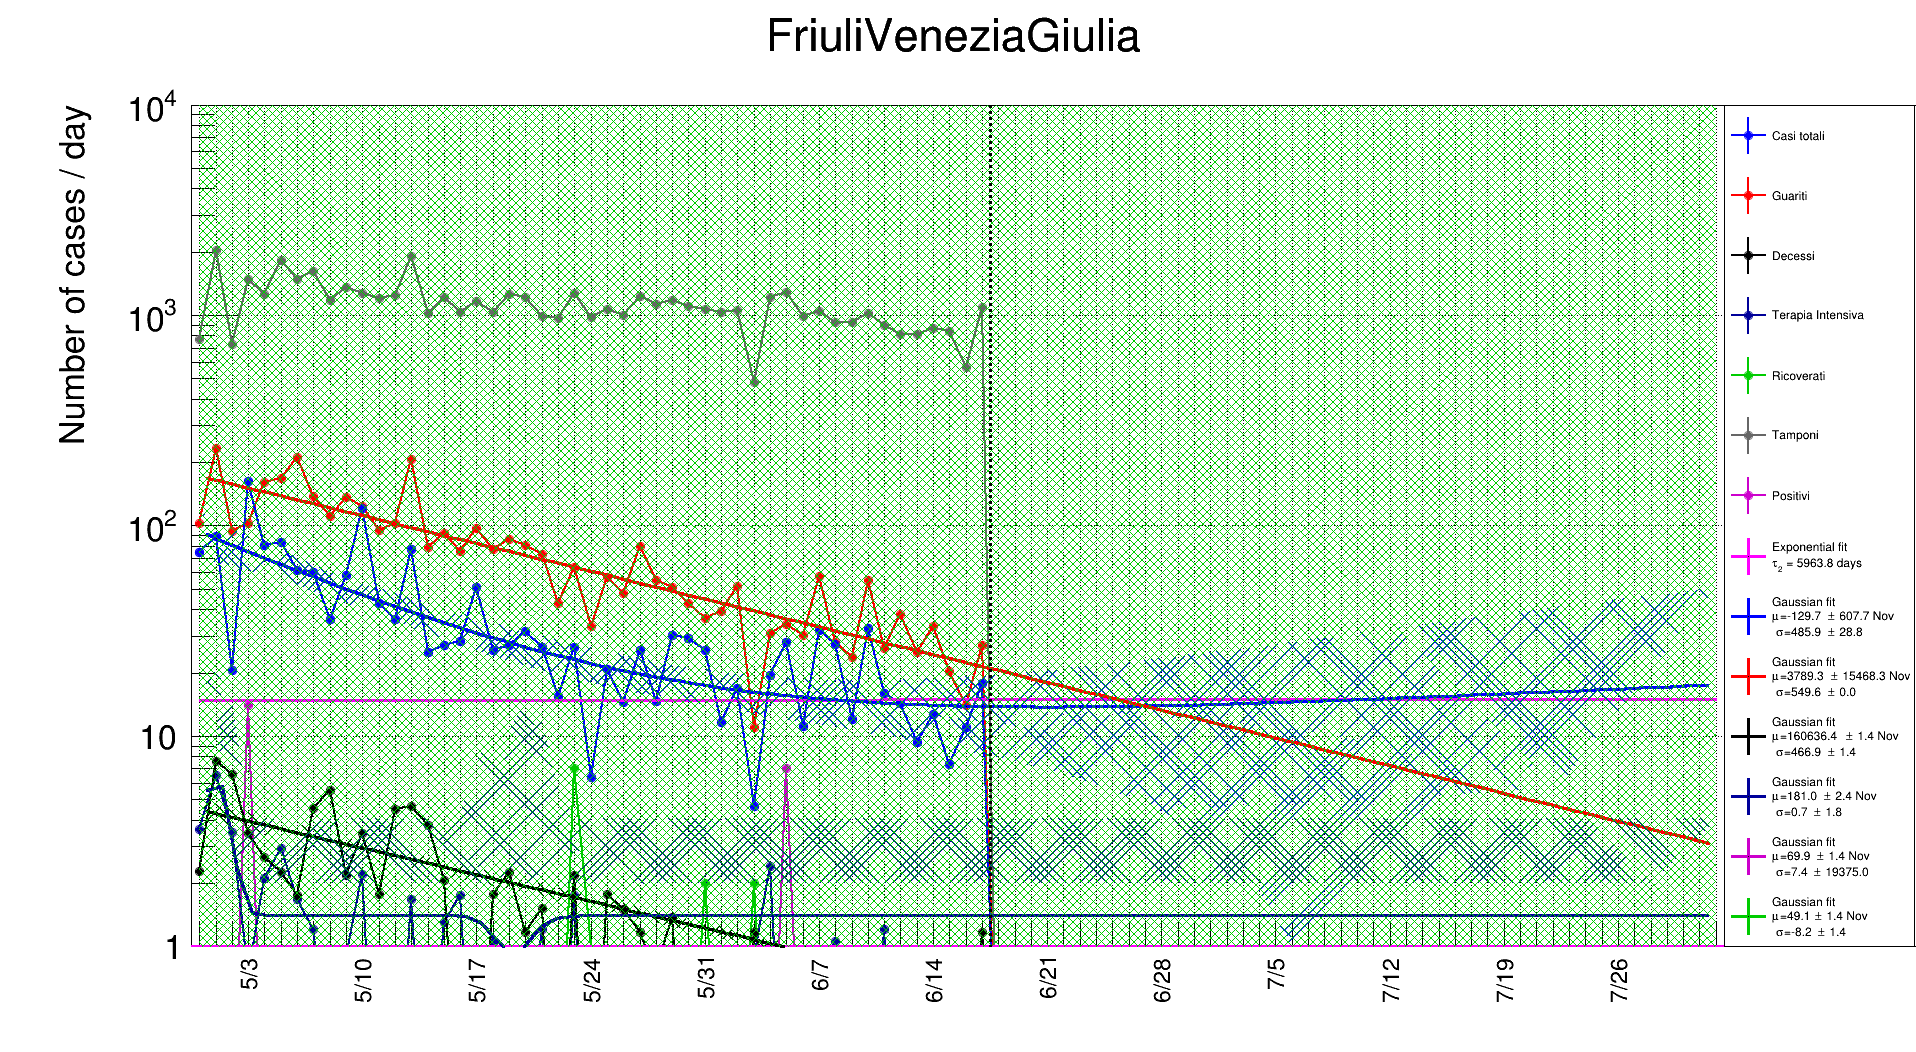 FriuliVeneziaGiulia
Number of cases / day
10⁴
10³
10²
10
1
5/3
5/10
5/17
5/24
5/31
6/7
6/14
6/21
6/28
7/5
7/12
7/19
7/26
Casi totali
Guariti
Decessi
Terapia Intensiva
Ricoverati
Tamponi
Positivi
Exponential fit
τ₂ = 5963.8 days
Gaussian fit
μ=-129.7 ± 607.7 Nov
σ=485.9 ± 28.8
Gaussian fit
μ=3789.3 ± 15468.3 Nov
σ=549.6 ± 0.0
Gaussian fit
μ=160636.4 ± 1.4 Nov
σ=466.9 ± 1.4
Gaussian fit
μ=181.0 ± 2.4 Nov
σ=0.7 ± 1.8
Gaussian fit
μ=69.9 ± 1.4 Nov
σ=7.4 ± 19375.0
Gaussian fit
μ=49.1 ± 1.4 Nov
σ=-8.2 ± 1.4